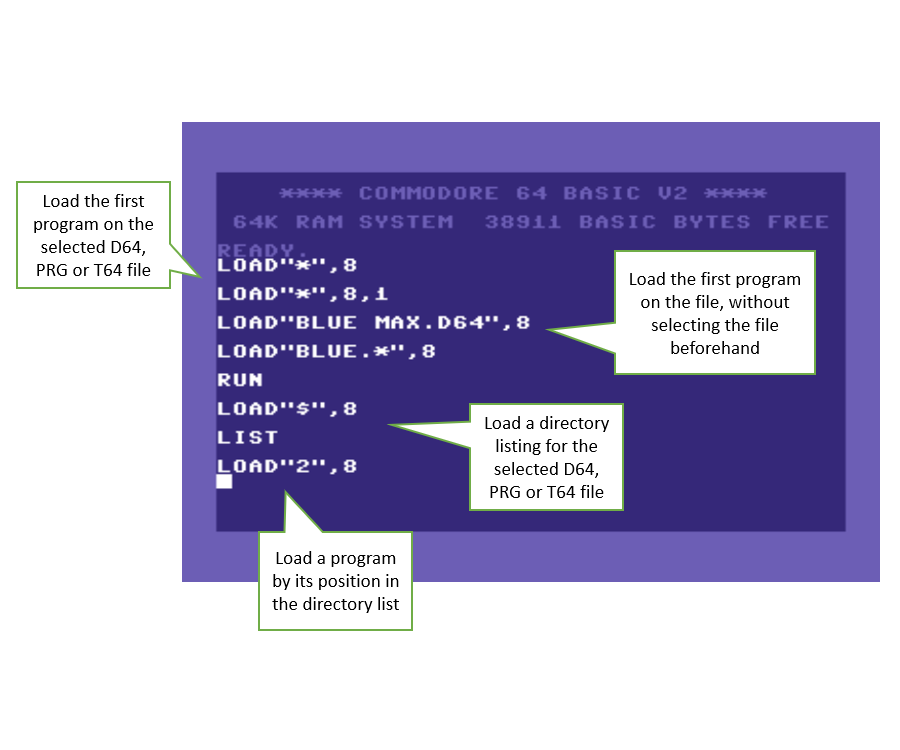 **** COMMODORE 64 BASIC V2 ****
64K RAM SYSTEM  38911 BASIC BYTES FREE
READY.
LOAD"*",8
LOAD"*",8,1
LOAD"BLUE MAX.D64",8
LOAD"BLUE.*",8
RUN
LOAD"$",8
LIST
LOAD"2",8
Load the first
program on the
selected D64,
PRG or T64 file
Load the first program
on the file, without
selecting the file
beforehand
Load a directory
listing for the
selected D64,
PRG or T64 file
Load a program
by its position in
the directory list